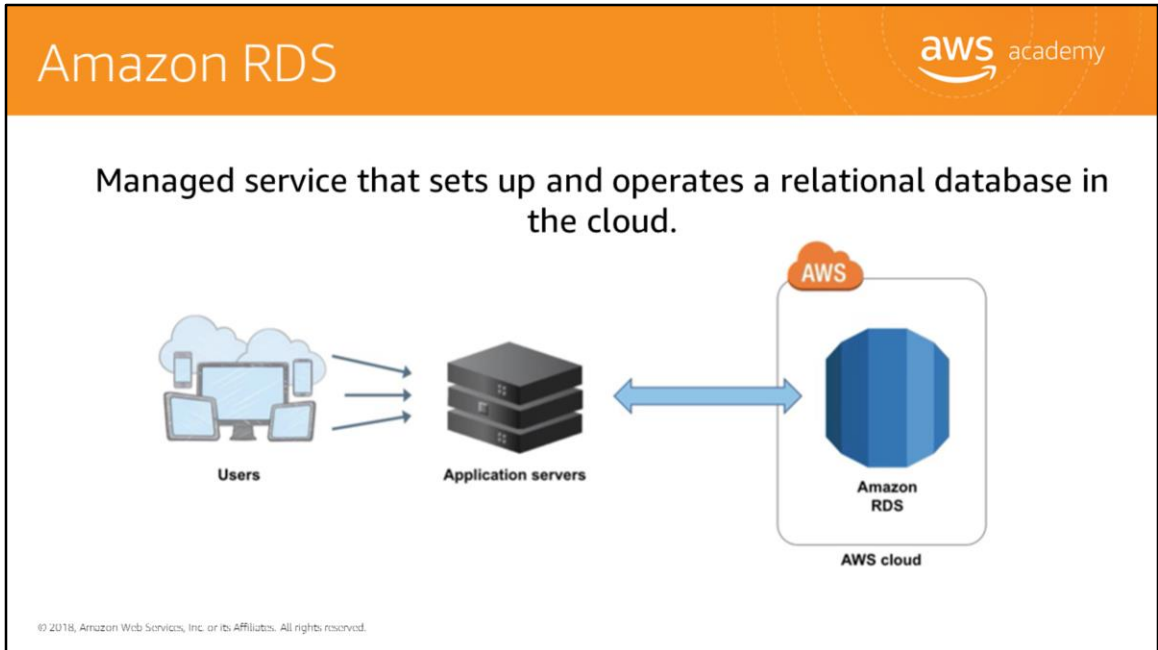 Amazon RDS
aws academy
Managed service that sets up and operates a relational database in
the cloud.
AWS
Users
Application servers
Amazon
RDS
AWS cloud
© 2018, Amazon Web Services, Inc. or its Affiliates. All rights reserved.